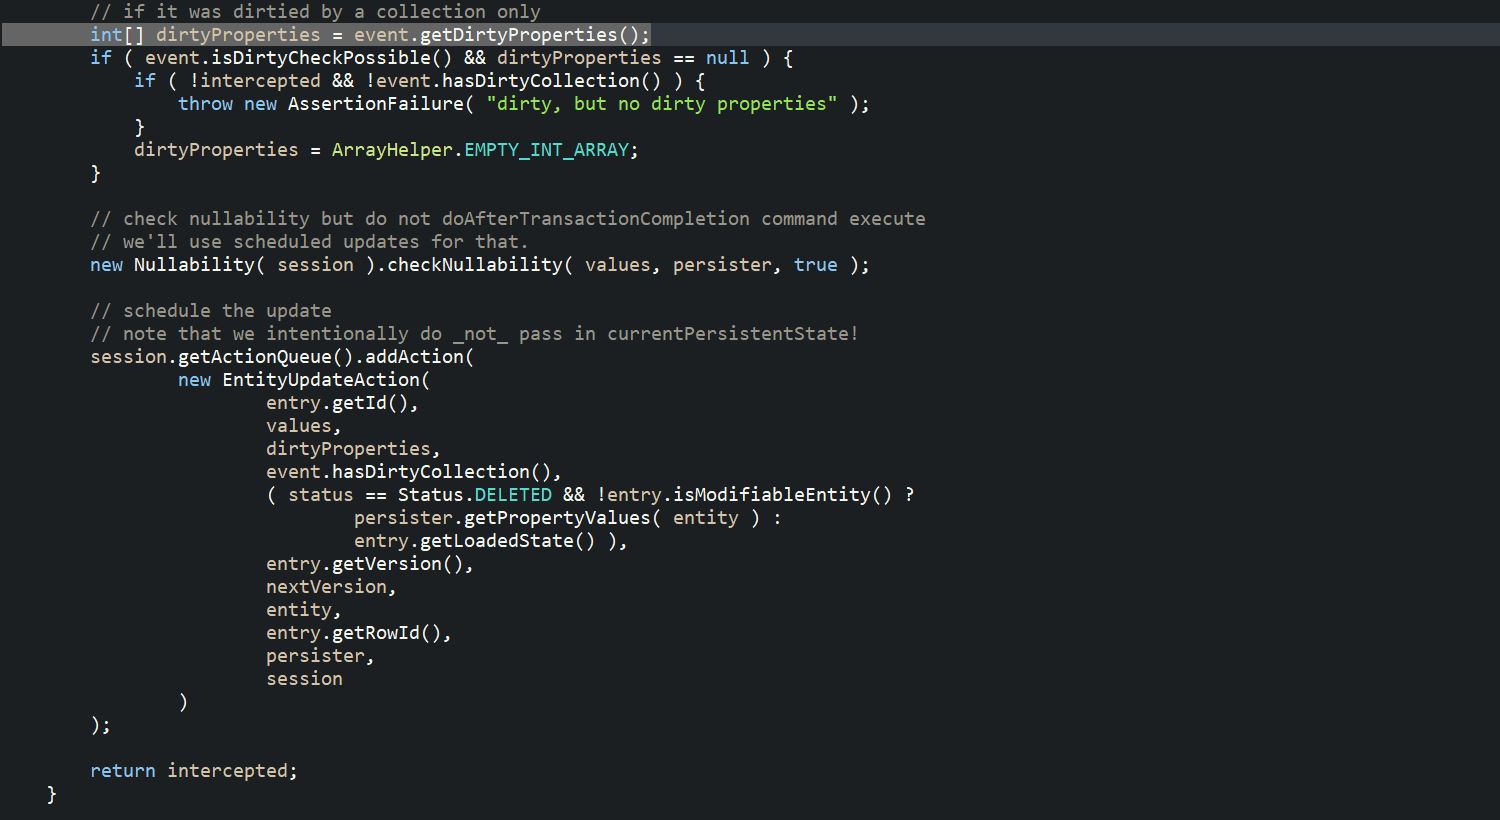 // if it was dirtied by a collection only
int[] dirtyProperties = event.getDirtyProperties();
if ( event.isDirtyCheckPossible() && dirtyProperties == null ) {
if ( !intercepted && !event.hasDirtyCollection() ) {
throw new AssertionFailure( "dirty, but no dirty properties" );
}
dirtyProperties = ArrayHelper.EMPTY_INT_ARRAY;
}
// check nullability but do not doAfterTransactionCompletion command execute
// we'll use scheduled updates for that.
new Nullability( session ).checkNullability( values, persister, true );
// schedule the update
// note that we intentionally do _not_ pass in currentPersistentState!
session.getActionQueue().addAction(
new EntityUpdateAction(
entry.getId(),
values,
dirtyProperties,
event.hasDirtyCollection(),
( status == Status.DELETED && !entry.isModifiableEntity() ?
persister.getPropertyValues( entity ) :
entry.getLoadedState() ),
entry.getVersion(),
nextVersion,
entity,
entry.getRowId(),
persister,
session
)
);
return intercepted;
}